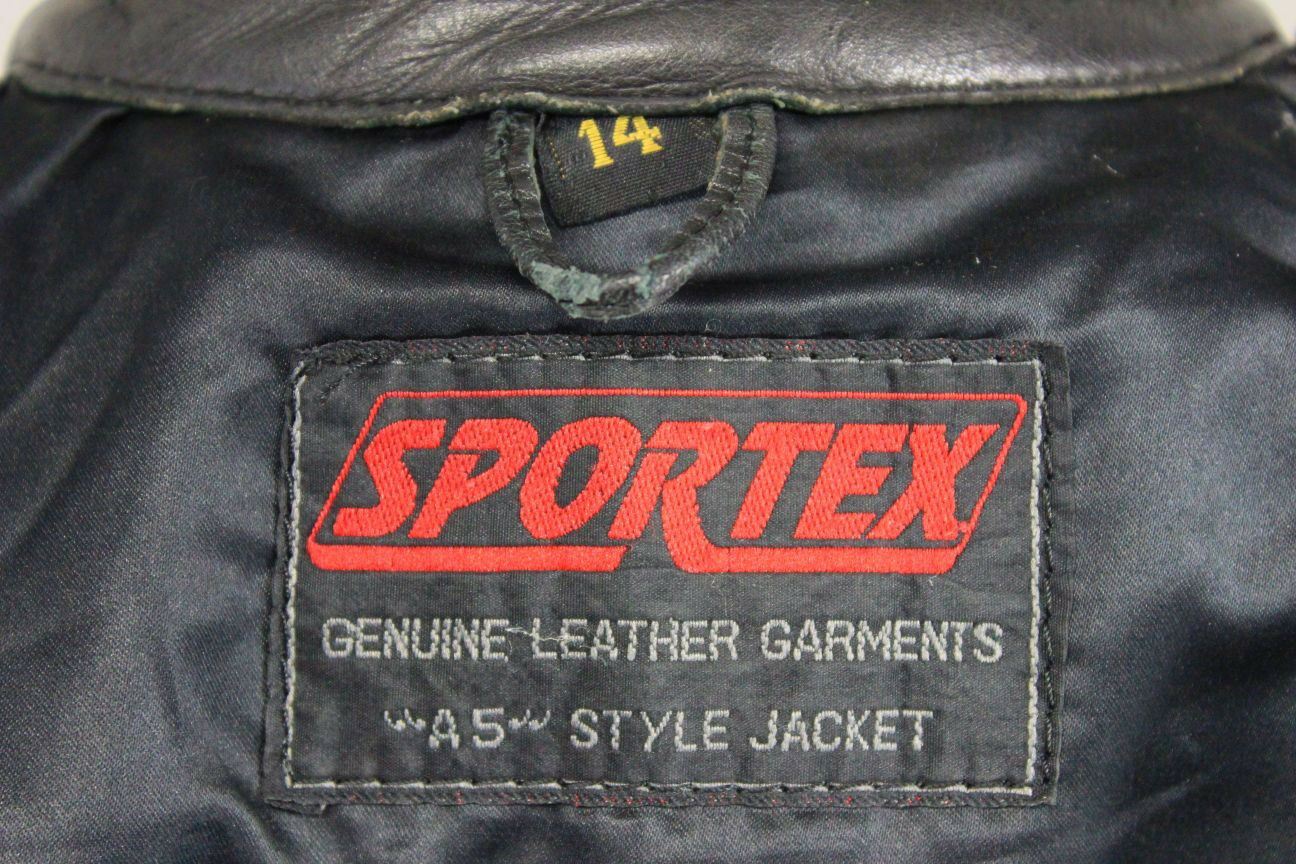 14
SPORTEX
GENUINE LEATHER GARMENTS
"A5" STYLE JACKET